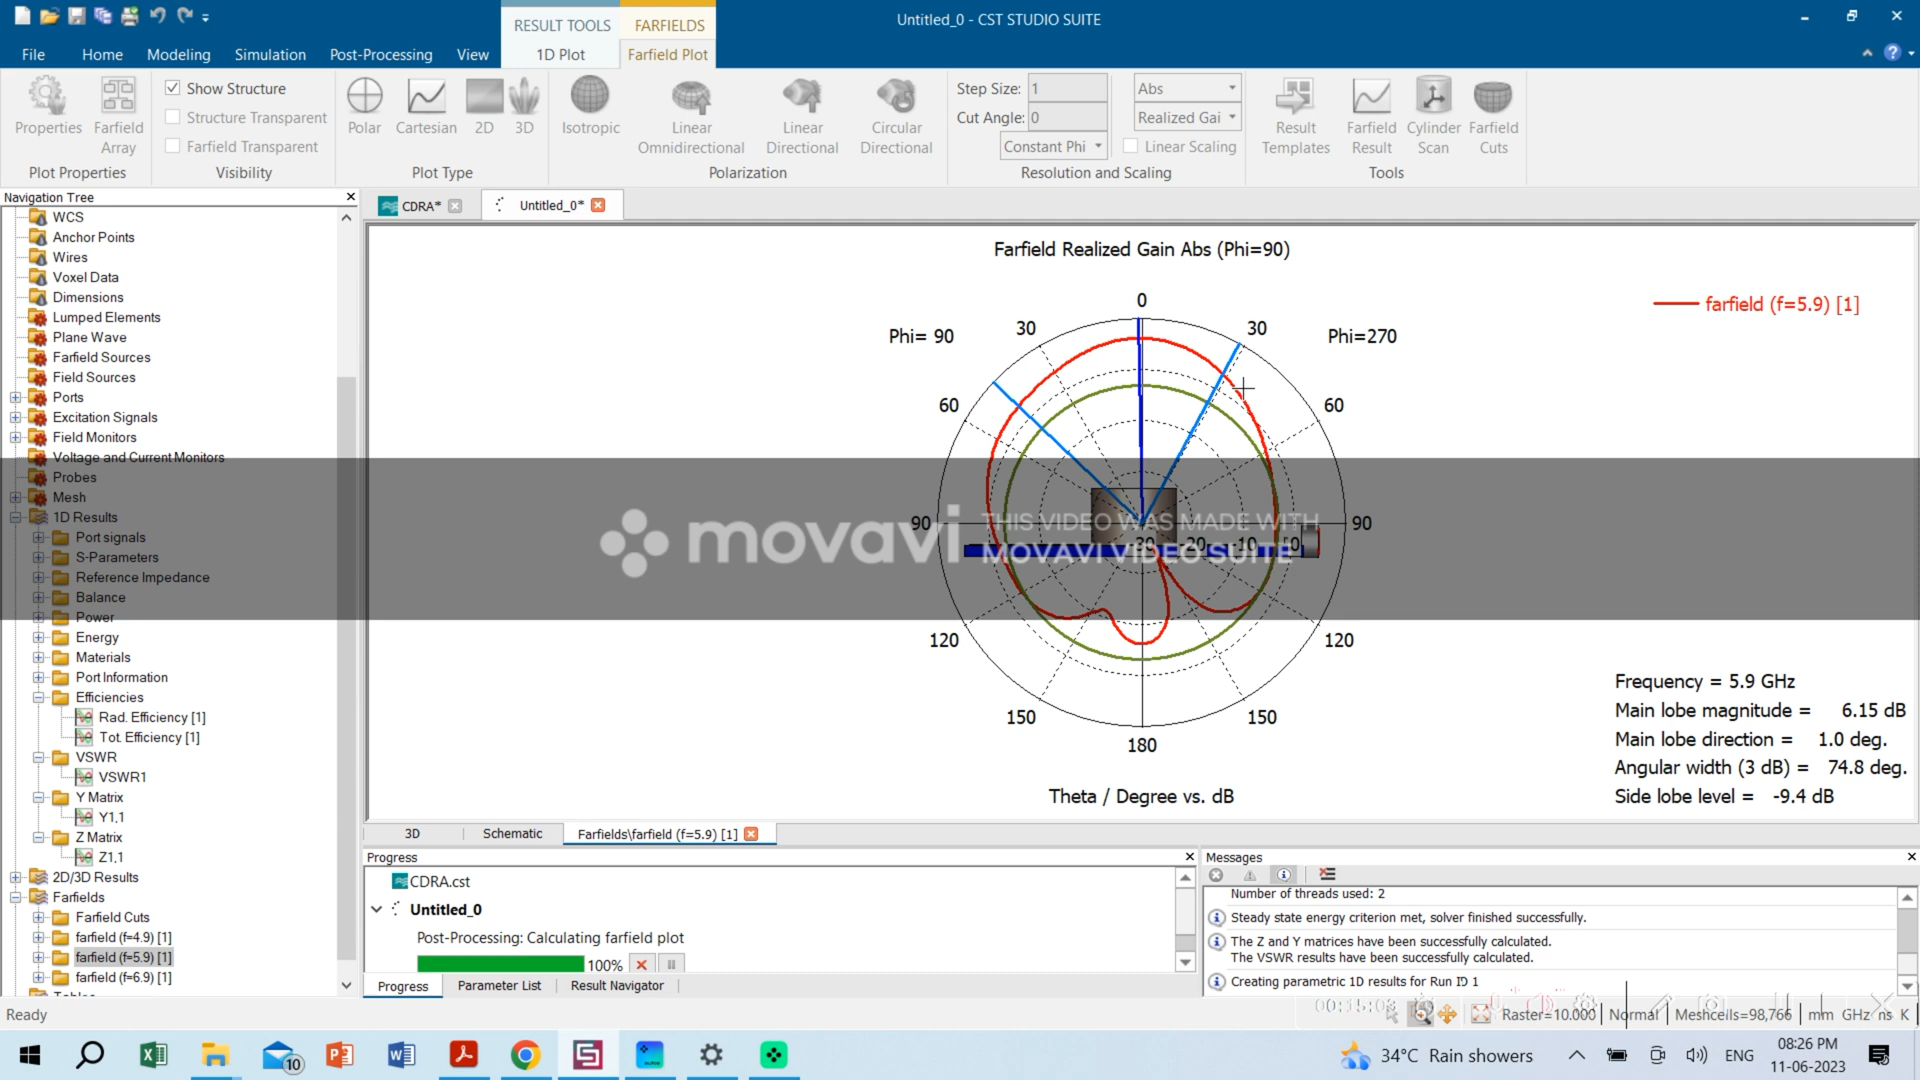 Untitled_0 - CST STUDIO SUITE
RESULT TOOLS FARFIELDS
File Home Modeling Simulation Post-Processing View 1D Plot Farfield Plot
Properties Farfield Array
Plot Properties
Show Structure
Structure Transparent
Farfield Transparent
Visibility
Polar Cartesian 2D 3D
Plot Type
Isotropic Linear Omnidirectional Linear Directional Circular Directional
Polarization
Step Size: 1 Abs
Cut Angle: 0 Realized Gai
Constant Phi Linear Scaling
Resolution and Scaling
Result Templates Farfield Result Cylinder Scan Farfield Cuts
Tools
Navigation Tree
WCS
Anchor Points
Wires
Voxel Data
Dimensions
Lumped Elements
Plane Wave
Farfield Sources
Field Sources
Ports
Excitation Signals
Field Monitors
Voltage and Current Monitors
Probes
Mesh
1D Results
Port signals
S-Parameters
Reference Impedance
Balance
Power
Energy
Materials
Port Information
Efficiencies
Rad. Efficiency [1]
Tot. Efficiency [1]
VSWR
VSWR1
Y Matrix
Y1,1
Z Matrix
Z1,1
2D/3D Results
Farfields
Farfield Cuts
farfield (f=4.9) [1]
farfield (f=5.9) [1]
farfield (f=6.9) [1]
CDRA* Untitled_0*
Farfield Realized Gain Abs (Phi=90)
farfield (f=5.9) [1]
0
30 30
Phi= 90 Phi=270
60 60
90 90
-20 -10 0
120 120
150 150
180
Theta / Degree vs. dB
movavi
THIS VIDEO WAS MADE WITH
MOVAVI VIDEO SUITE
Frequency = 5.9 GHz
Main lobe magnitude = 6.15 dB
Main lobe direction = 1.0 deg.
Angular width (3 dB) = 74.8 deg.
Side lobe level = -9.4 dB
3D Schematic Farfields\farfield (f=5.9) [1]
Progress
CDRA.cst
Untitled_0
Post-Processing: Calculating farfield plot
100%
Progress Parameter List Result Navigator
Messages
Number of threads used: 2
Steady state energy criterion met, solver finished successfully.
The Z and Y matrices have been successfully calculated.
The VSWR results have been successfully calculated.
Creating parametric 1D results for Run ID 1
Ready
Raster=10.000 Normal Meshcells=98,766 mm GHz ns K
10
34°C Rain showers
ENG
08:26 PM
11-06-2023